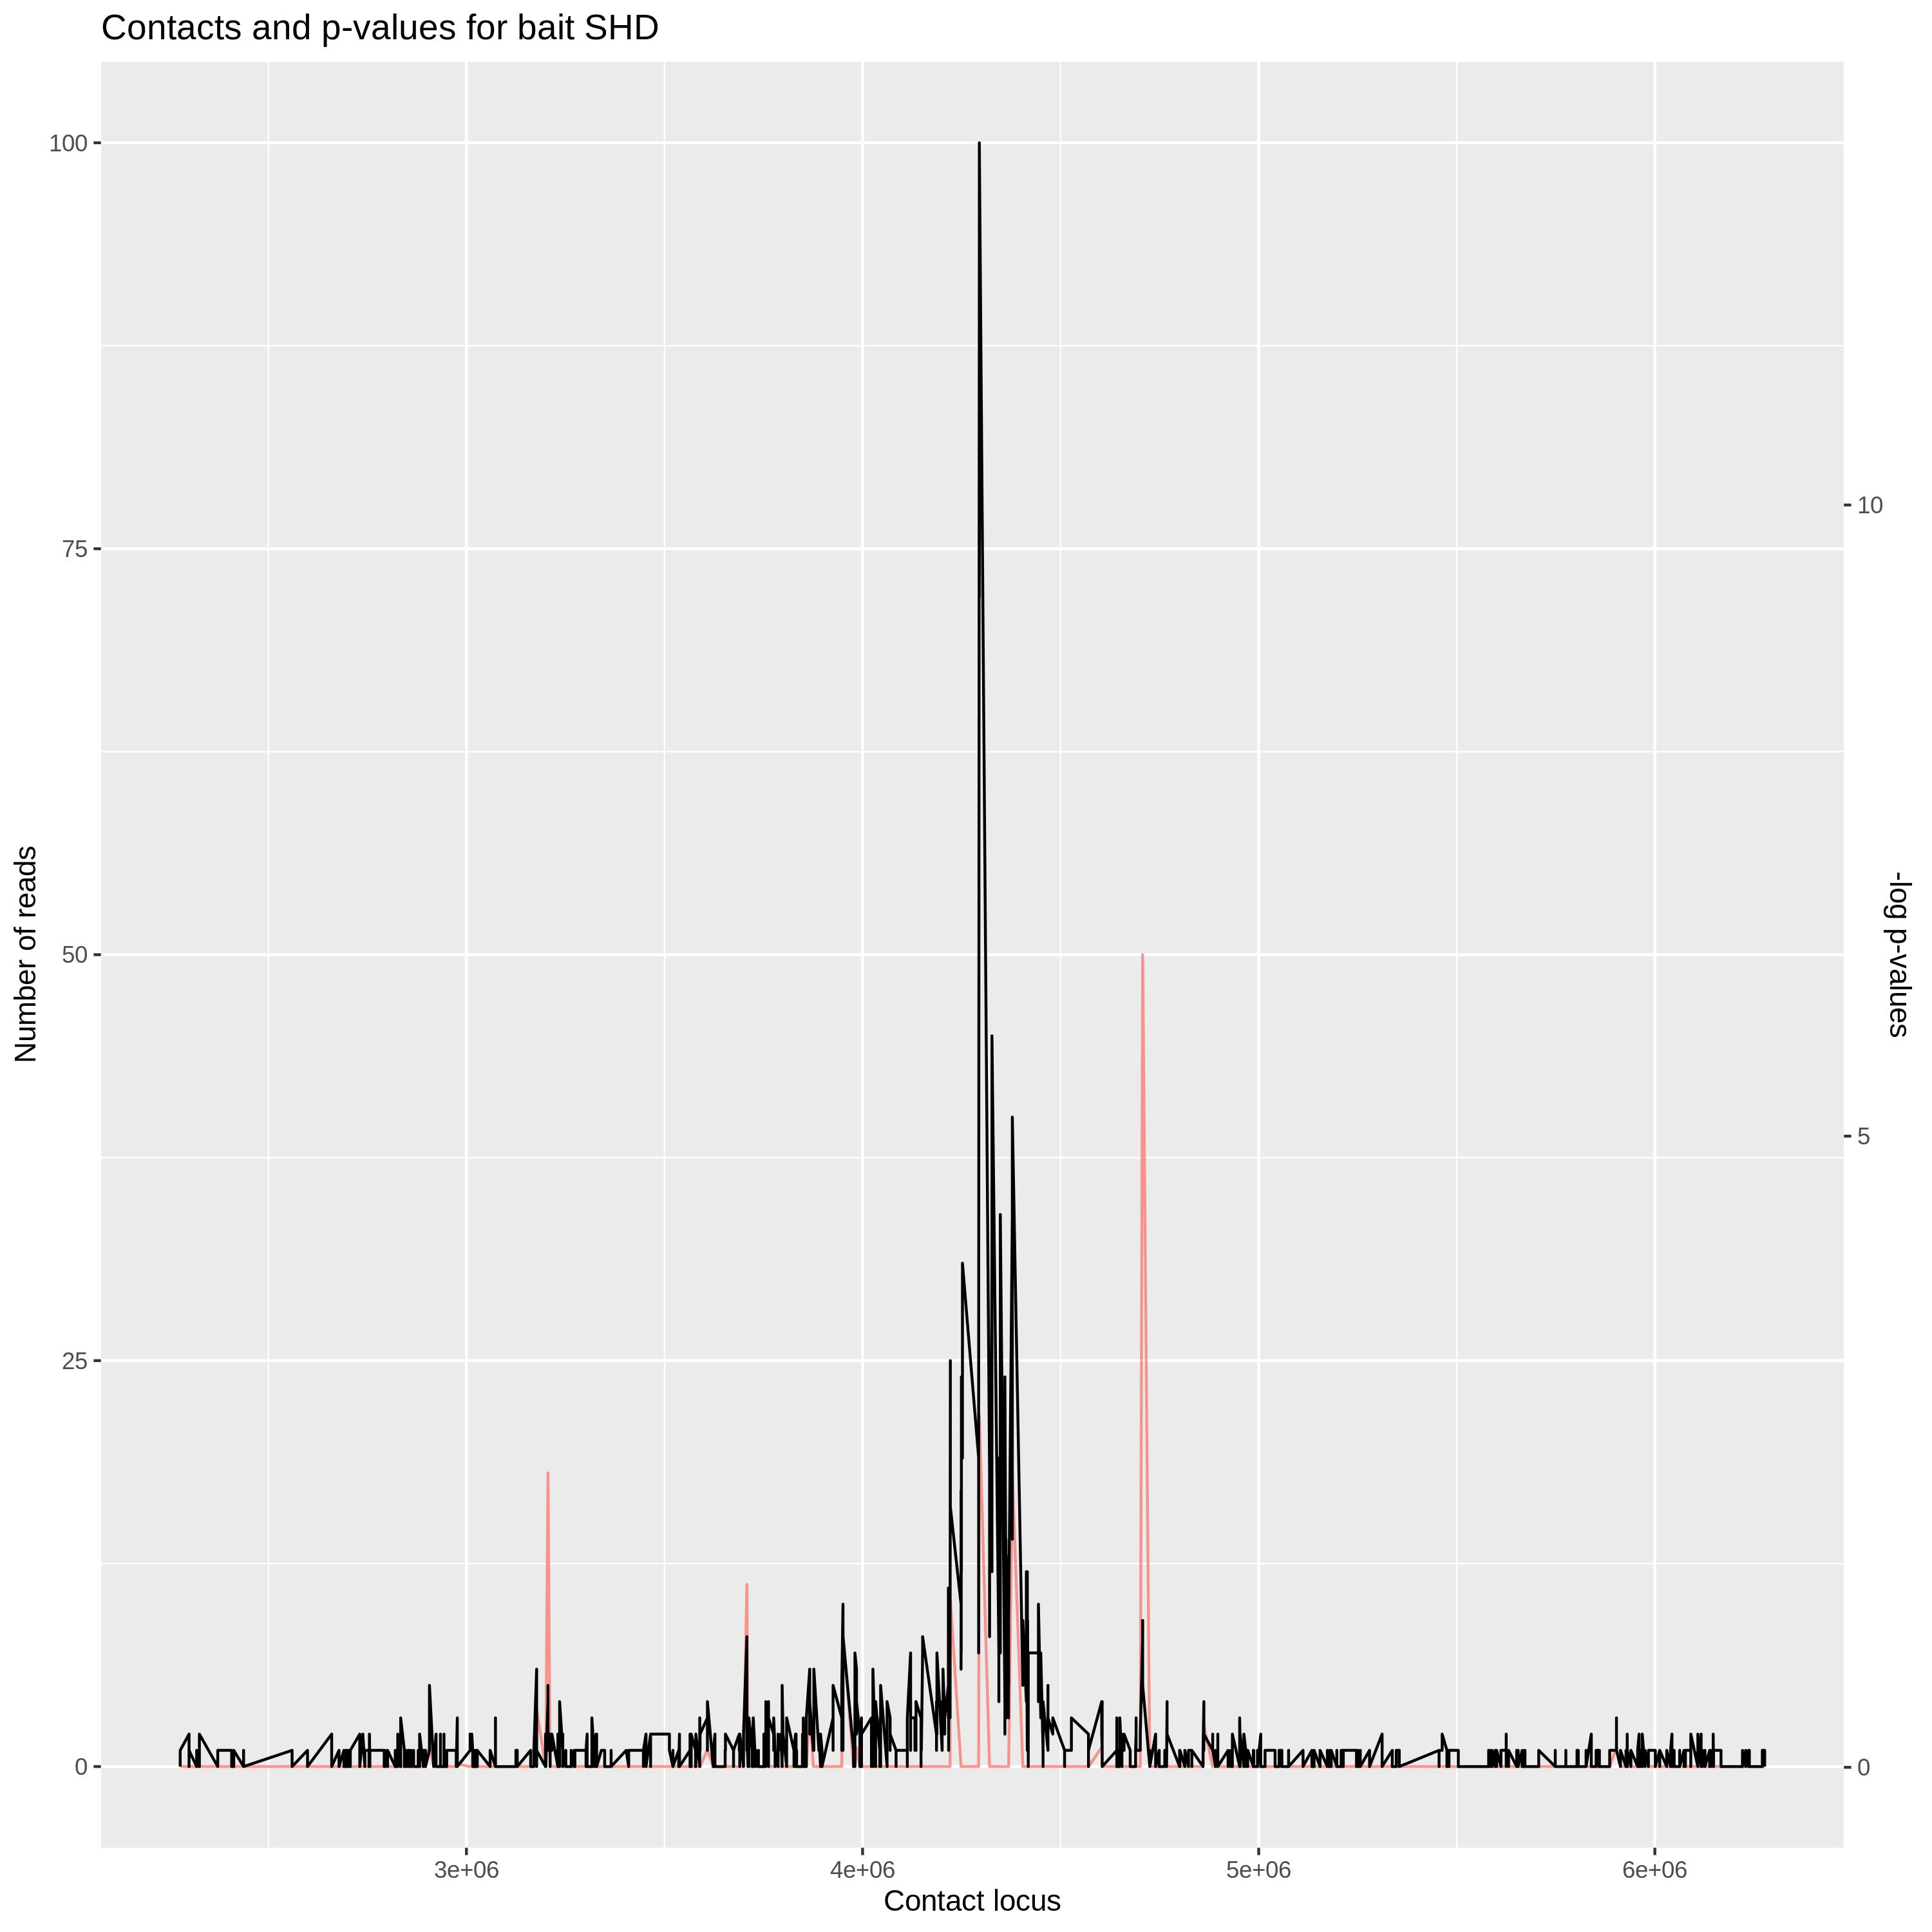 Contacts and p-values for bait SHD
100
75
50
25
0
Number of reads
10
5
0
-log p-values
3e+06
4e+06
5e+06
6e+06
Contact locus